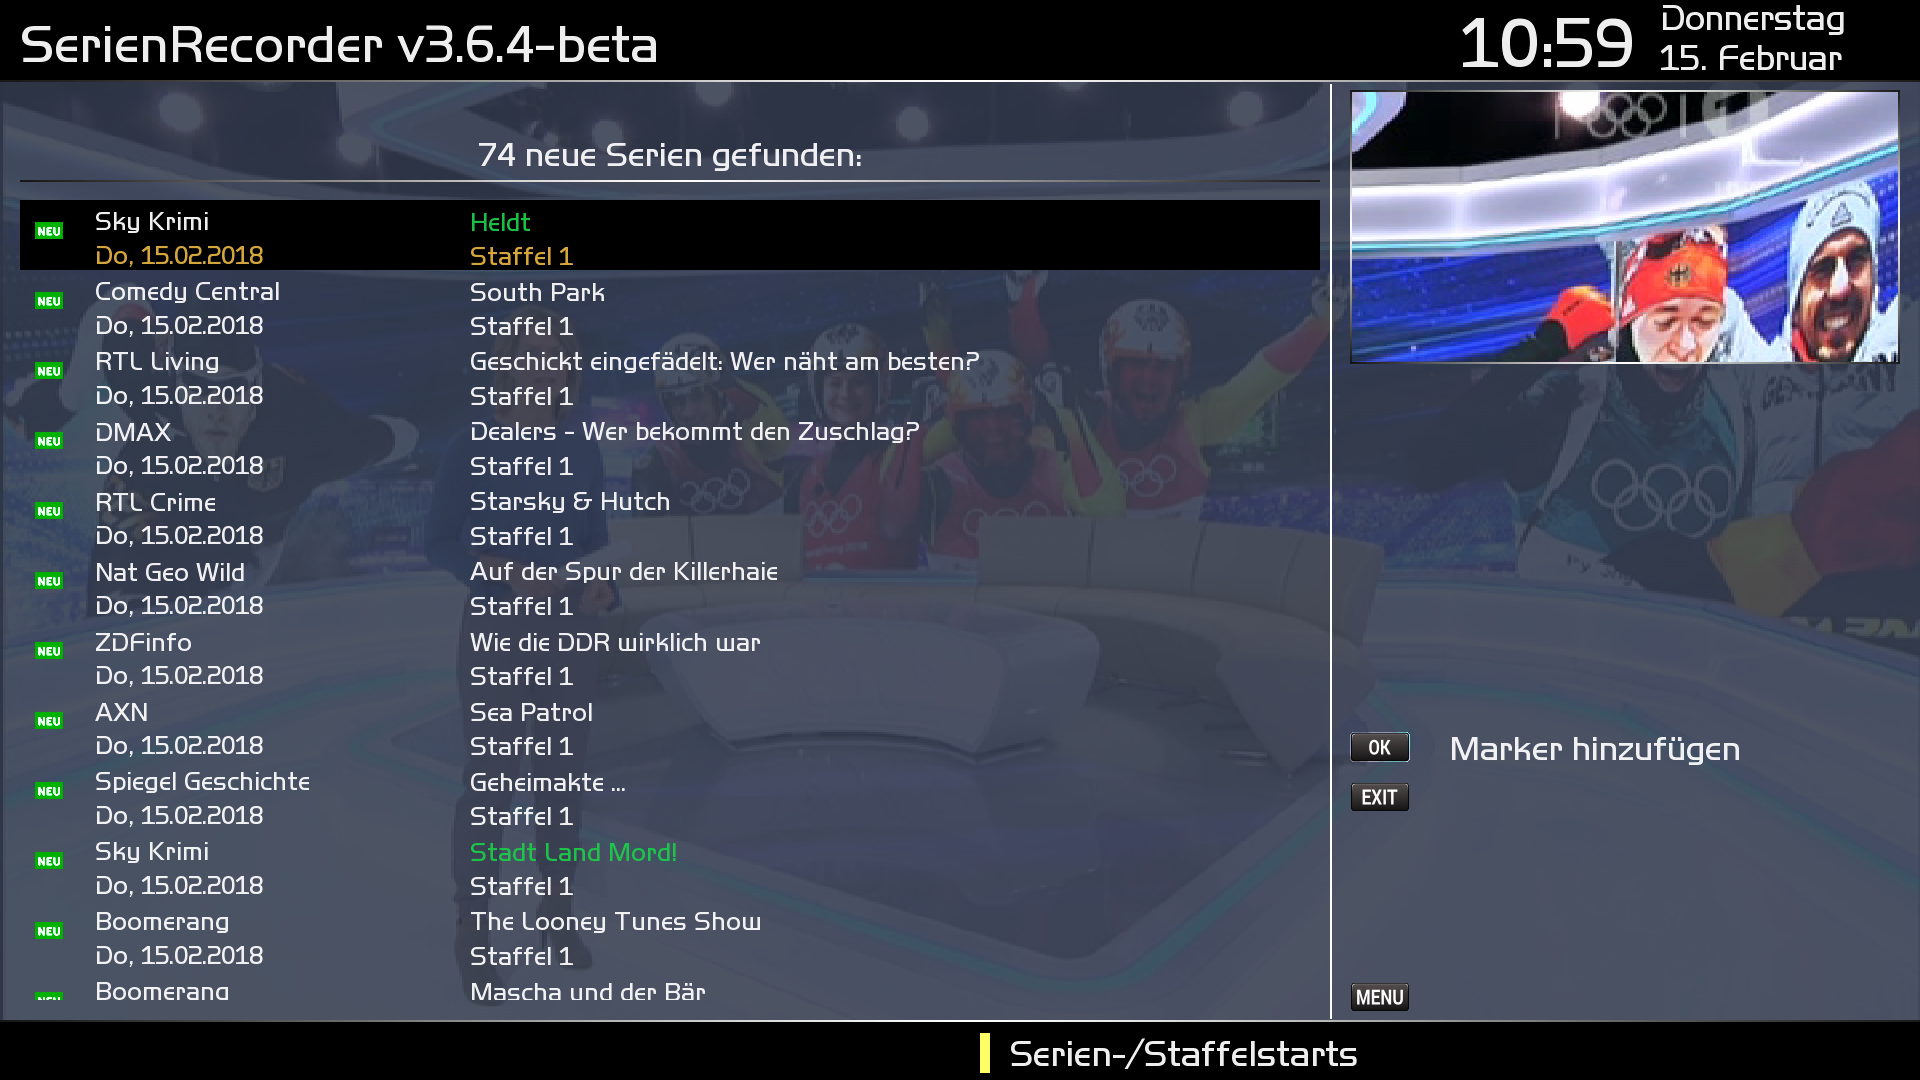 SerienRecorder v3.6.4-beta
10:59
Donnerstag
15. Februar
74 neue Serien gefunden:
NEU Sky Krimi Heldt
Do, 15.02.2018 Staffel 1
NEU Comedy Central South Park
Do, 15.02.2018 Staffel 1
NEU RTL Living Geschickt eingefädelt: Wer näht am besten?
Do, 15.02.2018 Staffel 1
NEU DMAX Dealers - Wer bekommt den Zuschlag?
Do, 15.02.2018 Staffel 1
NEU RTL Crime Starsky & Hutch
Do, 15.02.2018 Staffel 1
NEU Nat Geo Wild Auf der Spur der Killerhaie
Do, 15.02.2018 Staffel 1
NEU ZDFinfo Wie die DDR wirklich war
Do, 15.02.2018 Staffel 1
NEU AXN Sea Patrol
Do, 15.02.2018 Staffel 1
NEU Spiegel Geschichte Geheimakte ...
Do, 15.02.2018 Staffel 1
NEU Sky Krimi Stadt Land Mord!
Do, 15.02.2018 Staffel 1
NEU Boomerang The Looney Tunes Show
Do, 15.02.2018 Staffel 1
NEU Boomerang Mascha und der Bär
OK Marker hinzufügen
EXIT
MENU
Serien-/Staffelstarts